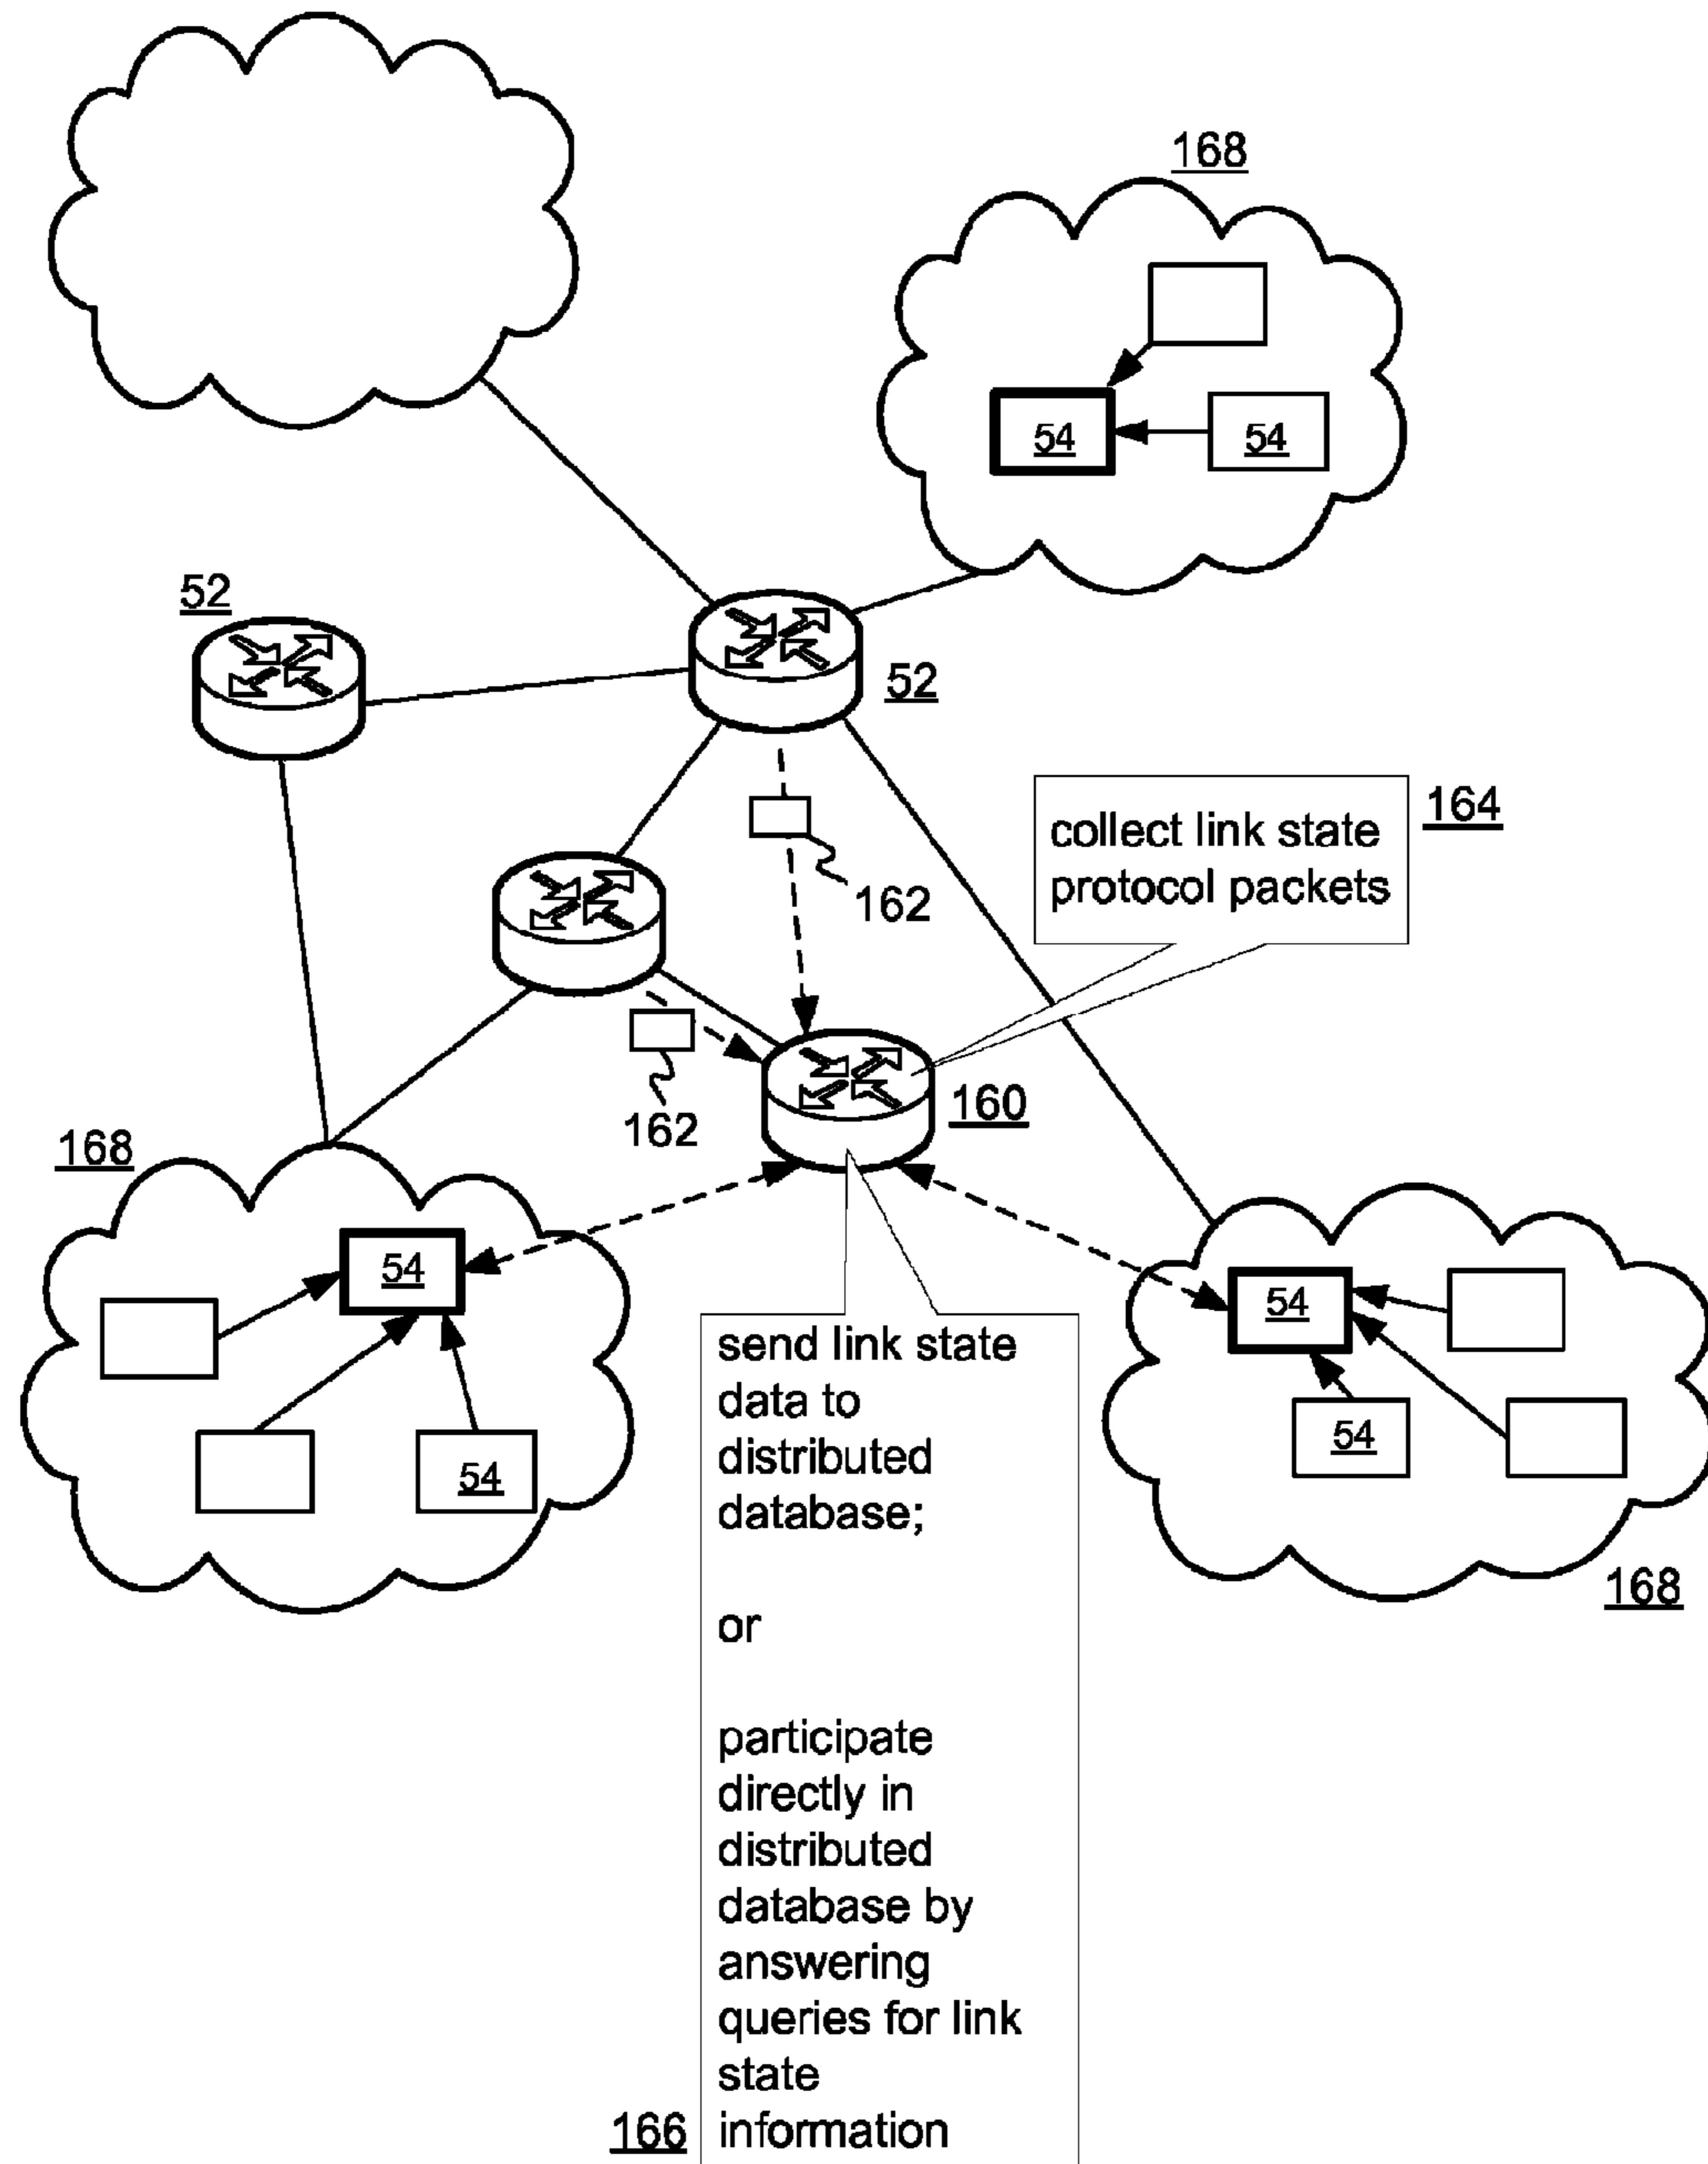 168
54
54
52
52
164
collect link state
protocol packets
162
162
160
168
54
54
send link state
data to
distributed
database;
or
participate
directly in
distributed
database by
answering
queries for link
state
information
166
54
54
168